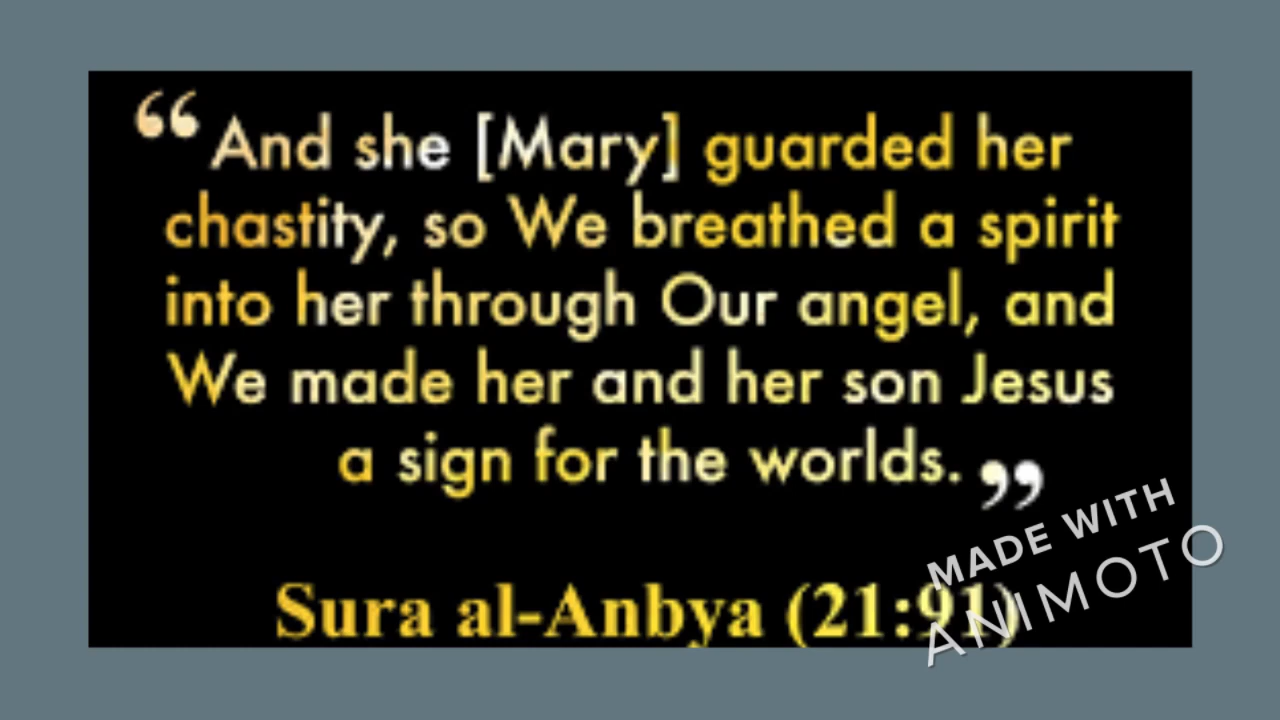 “And she [Mary] guarded her
chastity, so We breathed a spirit
into her through Our angel, and
We made her and her son Jesus
a sign for the worlds.”
Sura al-Anbya (21:91)
MADE WITH
ANIMOTO